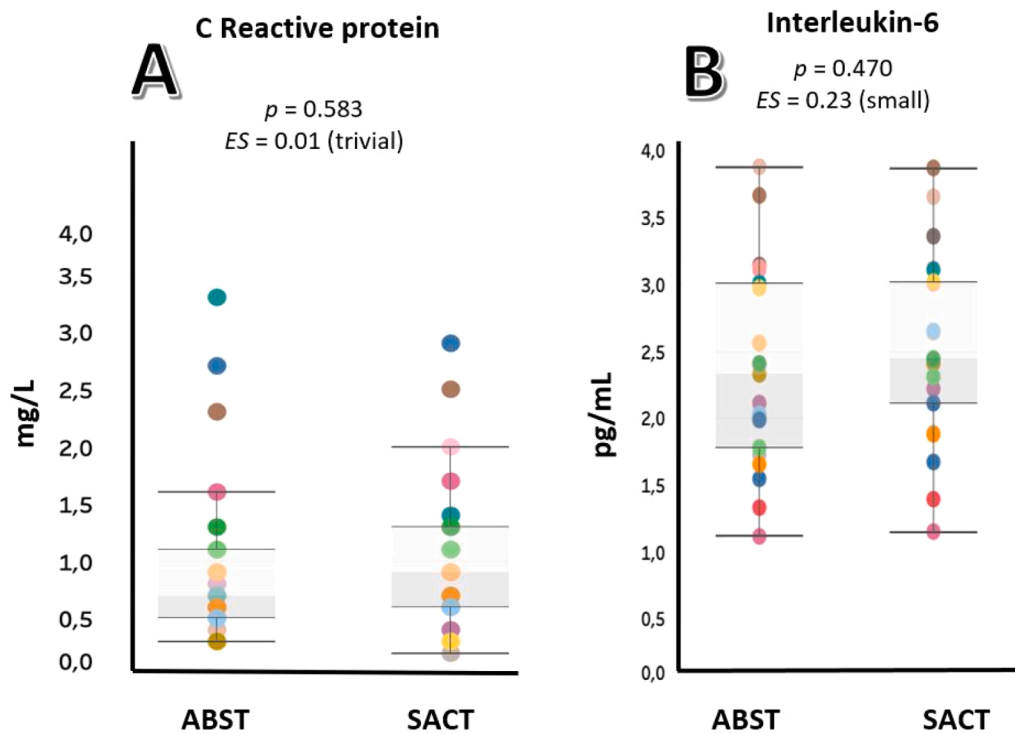 C Reactive protein
A
p = 0.583
ES = 0.01 (trivial)
mg/L
4,0
3,5
3,0
2,5
2,0
1,5
1,0
0,5
0,0
ABST
SACT
Interleukin-6
B
p = 0.470
ES = 0.23 (small)
pg/mL
4,0
3,5
3,0
2,5
2,0
1,5
1,0
0,5
0,0
ABST
SACT